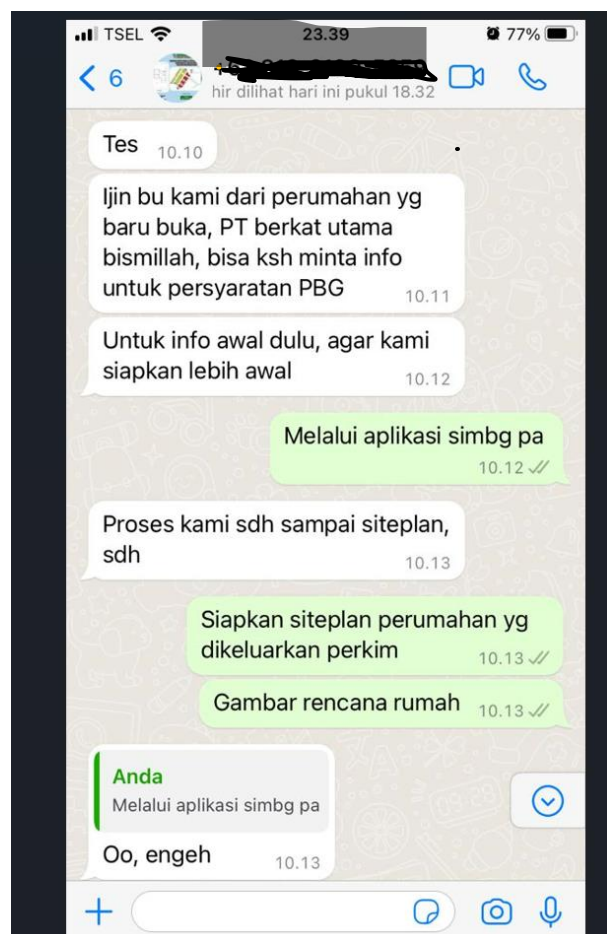 TSEL
23.39
77%
6
hir dilihat hari ini pukul 18.32
Tes 10.10
Ijin bu kami dari perumahan yg
baru buka, PT berkat utama
bismillah, bisa ksh minta info
untuk persyaratan PBG 10.11
Untuk info awal dulu, agar kami
siapkan lebih awal 10.12
Melalui aplikasi simbg pa
10.12
Proses kami sdh sampai siteplan,
sdh 10.13
Siapkan siteplan perumahan yg
dikeluarkan perkim 10.13
Gambar rencana rumah 10.13
Anda
Melalui aplikasi simbg pa
Oo, engeh 10.13